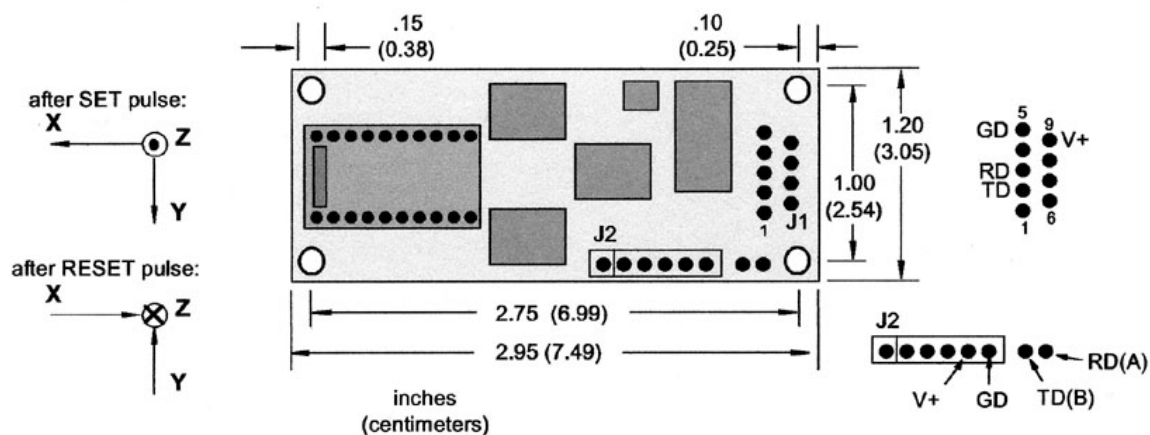 .15
(0.38)
.10
(0.25)
after SET pulse:
X
Z
Y
after RESET pulse:
X
Z
Y
1.00
(2.54)
1.20
(3.05)
J2
1
J1
2.75 (6.99)
2.95 (7.49)
inches
(centimeters)
5
GD
9
V+
RD
TD
1
6
J2
V+
GD
TD(B)
RD(A)